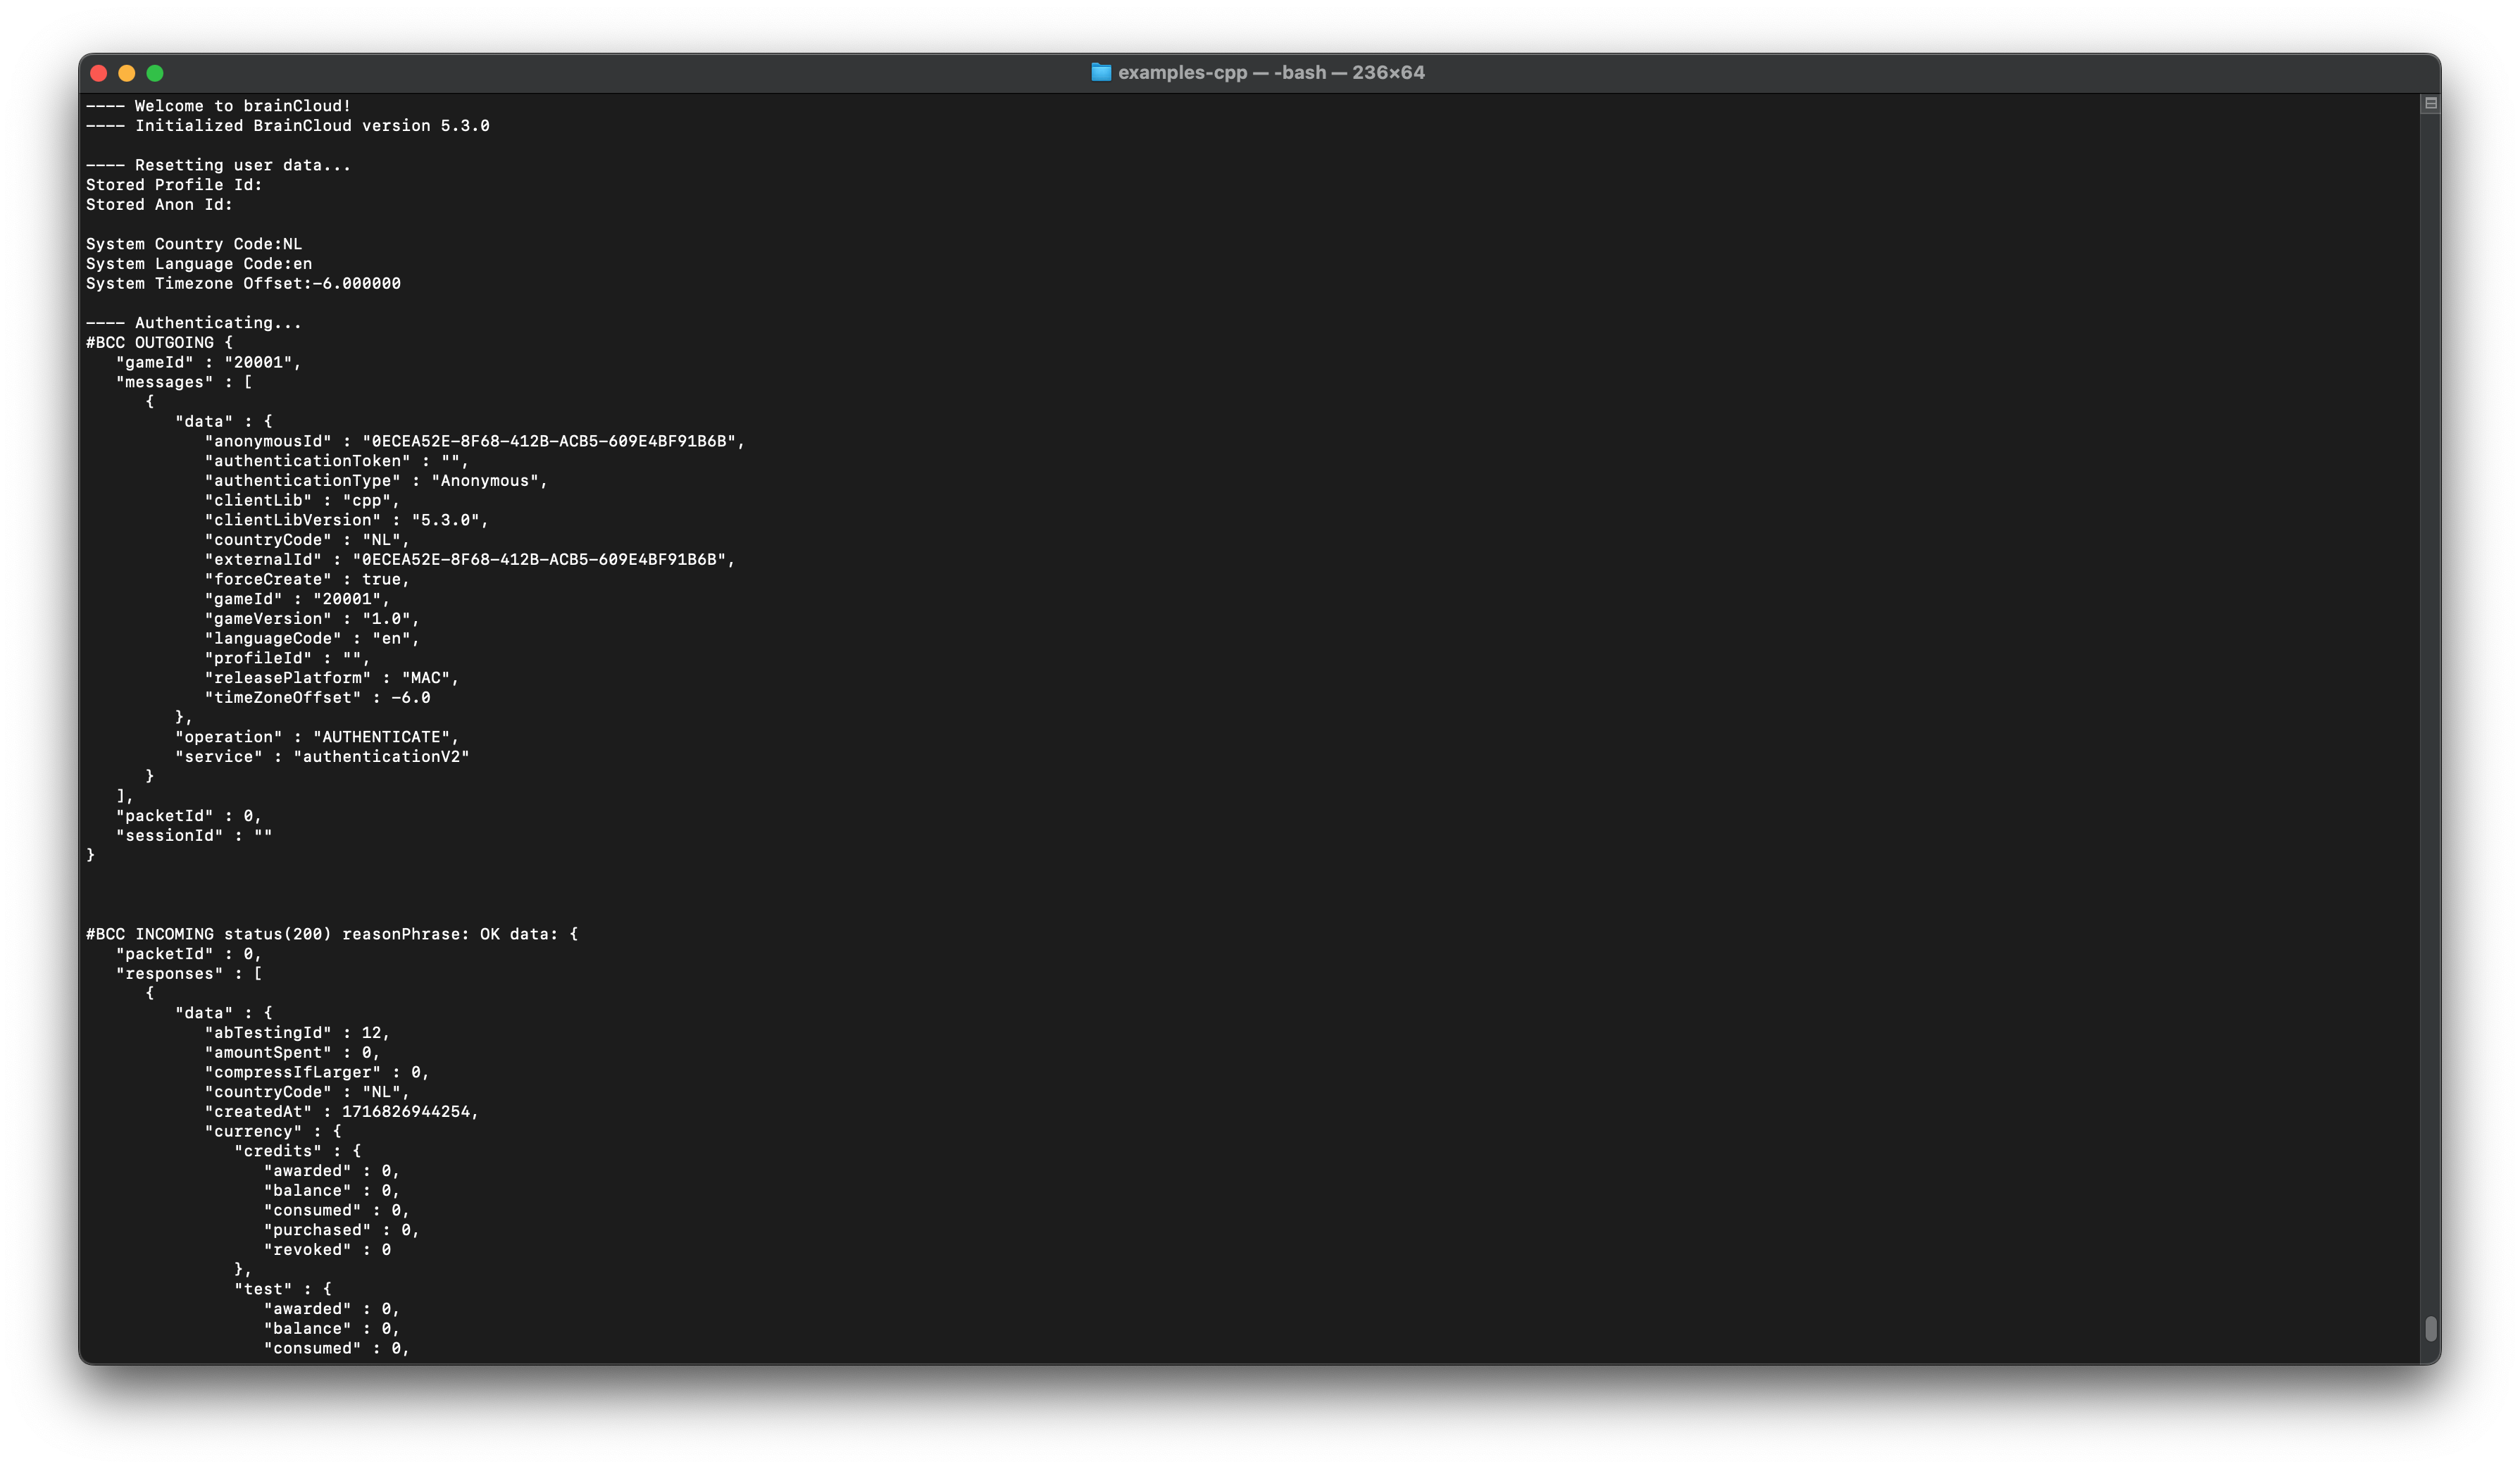 examples-cpp — -bash — 236×64
---- Welcome to brainCloud!
---- Initialized BrainCloud version 5.3.0
---- Resetting user data...
Stored Profile Id:
Stored Anon Id:
System Country Code:NL
System Language Code:en
System Timezone Offset:-6.000000
---- Authenticating...
#BCC OUTGOING {
   "gameId" : "20001",
   "messages" : [
      {
         "data" : {
            "anonymousId" : "0ECEA52E-8F68-412B-ACB5-609E4BF91B6B",
            "authenticationToken" : "",
            "authenticationType" : "Anonymous",
            "clientLib" : "cpp",
            "clientLibVersion" : "5.3.0",
            "countryCode" : "NL",
            "externalId" : "0ECEA52E-8F68-412B-ACB5-609E4BF91B6B",
            "forceCreate" : true,
            "gameId" : "20001",
            "gameVersion" : "1.0",
            "languageCode" : "en",
            "profileId" : "",
            "releasePlatform" : "MAC",
            "timeZoneOffset" : -6.0
         },
         "operation" : "AUTHENTICATE",
         "service" : "authenticationV2"
      }
   ],
   "packetId" : 0,
   "sessionId" : ""
}
#BCC INCOMING status(200) reasonPhrase: OK data: {
   "packetId" : 0,
   "responses" : [
      {
         "data" : {
            "abTestingId" : 12,
            "amountSpent" : 0,
            "compressIfLarger" : 0,
            "countryCode" : "NL",
            "createdAt" : 1716826944254,
            "currency" : {
               "credits" : {
                  "awarded" : 0,
                  "balance" : 0,
                  "consumed" : 0,
                  "purchased" : 0,
                  "revoked" : 0
               },
               "test" : {
                  "awarded" : 0,
                  "balance" : 0,
                  "consumed" : 0,